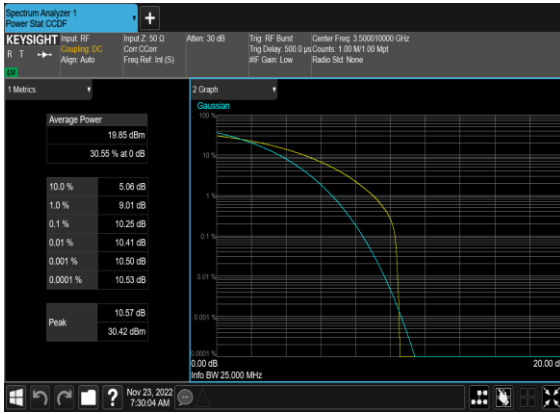 Spectrum Analyzer 1
Power Stat CCDF
+
KEYSIGHT
R T
LV
Input: RF
Coupling: DC
Align: Auto
Input Z: 50 Ω
Corr CCorr
Freq Ref: Int (S)
Atten: 30 dB
Trig: RF Burst
Trig Delay: 500.0 µs
#IF Gain: Low
Center Freq: 3.500010000 GHz
Counts: 1.00 M/1.00 Mpt
Radio Std: None
1 Metrics
Average Power
19.85 dBm
30.55 % at 0 dB
10.0 % 5.06 dB
1.0 % 9.01 dB
0.1 % 10.25 dB
0.01 % 10.41 dB
0.001 % 10.50 dB
0.0001 % 10.53 dB
Peak
10.57 dB
30.42 dBm
2 Graph
Gaussian
100 %
10 %
1 %
0.1 %
0.01 %
0.001 %
0.0001 %
0.00 dB 20.00 dB
Info BW 25.000 MHz
?
Nov 23, 2022
7:30:04 AM